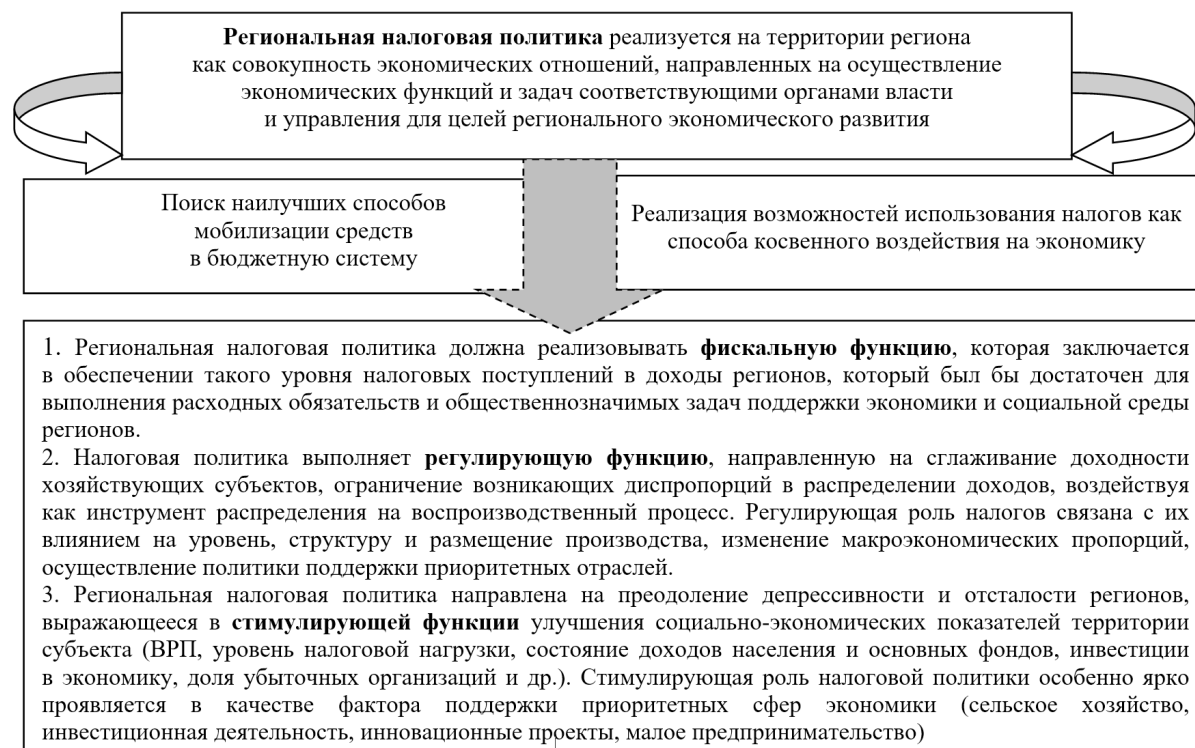 Региональная налоговая политика реализуется на территории региона
как совокупность экономических отношений, направленных на осуществление
экономических функций и задач соответствующими органами власти
и управления для целей регионального экономического развития
Поиск наилучших способов
мобилизации средств
в бюджетную систему
Реализация возможностей использования налогов как
способа косвенного воздействия на экономику
1. Региональная налоговая политика должна реализовывать фискальную функцию, которая заключается
в обеспечении такого уровня налоговых поступлений в доходы регионов, который был бы достаточен для
выполнения расходных обязательств и общественнозначимых задач поддержки экономики и социальной среды
регионов.
2. Налоговая политика выполняет регулирующую функцию, направленную на сглаживание доходности
хозяйствующих субъектов, ограничение возникающих диспропорций в распределении доходов, воздействуя
как инструмент распределения на воспроизводственный процесс. Регулирующая роль налогов связана с их
влиянием на уровень, структуру и размещение производства, изменение макроэкономических пропорций,
осуществление политики поддержки приоритетных отраслей.
3. Региональная налоговая политика направлена на преодоление депрессивности и отсталости регионов,
выражающееся в стимулирующей функции улучшения социально-экономических показателей территории
субъекта (ВРП, уровень налоговой нагрузки, состояние доходов населения и основных фондов, инвестиции
в экономику, доля убыточных организаций и др.). Стимулирующая роль налоговой политики особенно ярко
проявляется в качестве фактора поддержки приоритетных сфер экономики (сельское хозяйство,
инвестиционная деятельность, инновационные проекты, малое предпринимательство)